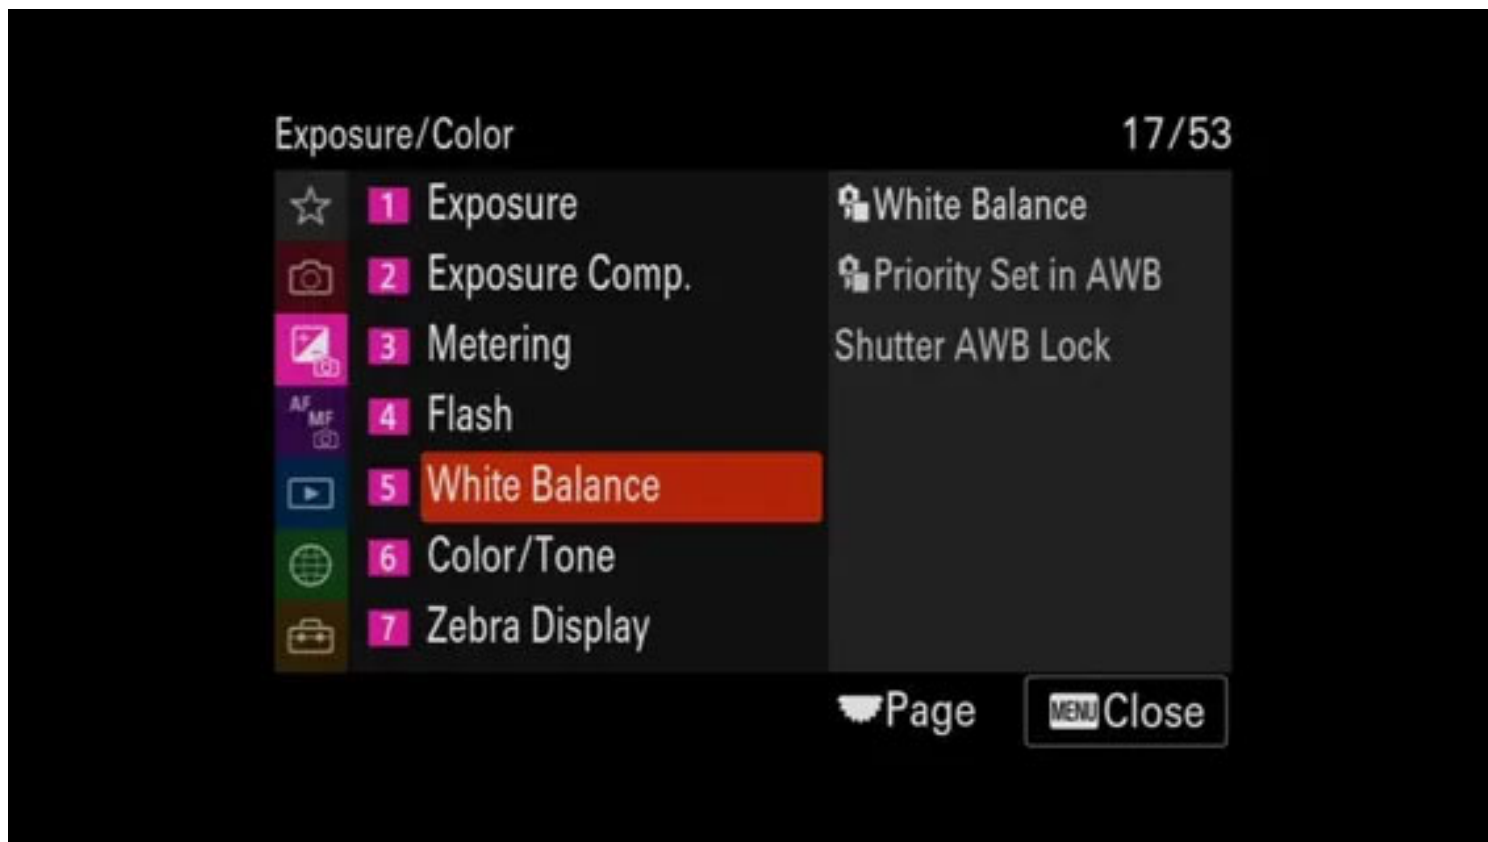 Exposure/Color 17/53
1 Exposure
2 Exposure Comp.
3 Metering
4 Flash
5 White Balance
6 Color/Tone
7 Zebra Display
AF MF
White Balance
Priority Set in AWB
Shutter AWB Lock
Page MENU Close